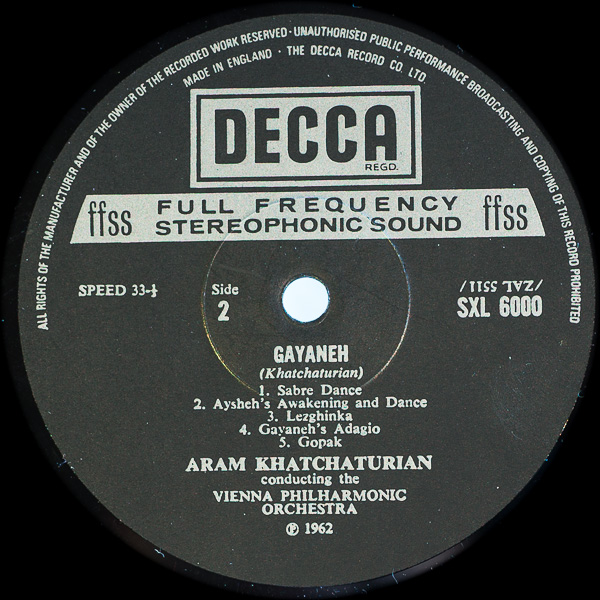 ALL RIGHTS OF THE MANUFACTURER AND OF THE OWNER OF THE RECORDED WORK RESERVED · UNAUTHORISED PUBLIC PERFORMANCE BROADCASTING AND COPYING OF THIS RECORD PROHIBITED
MADE IN ENGLAND · THE DECCA RECORD CO. LTD.
DECCA
REGD.
ffss FULL FREQUENCY ffss
STEREOPHONIC SOUND
SPEED 33-⅓ Side /ZAL 5511/
2 SXL 6000
GAYANEH
(Khatchaturian)
1. Sabre Dance
2. Aysheh's Awakening and Dance
3. Lezghinka
4. Gayaneh's Adagio
5. Gopak
ARAM KHATCHATURIAN
conducting the
VIENNA PHILHARMONIC
ORCHESTRA
℗ 1962